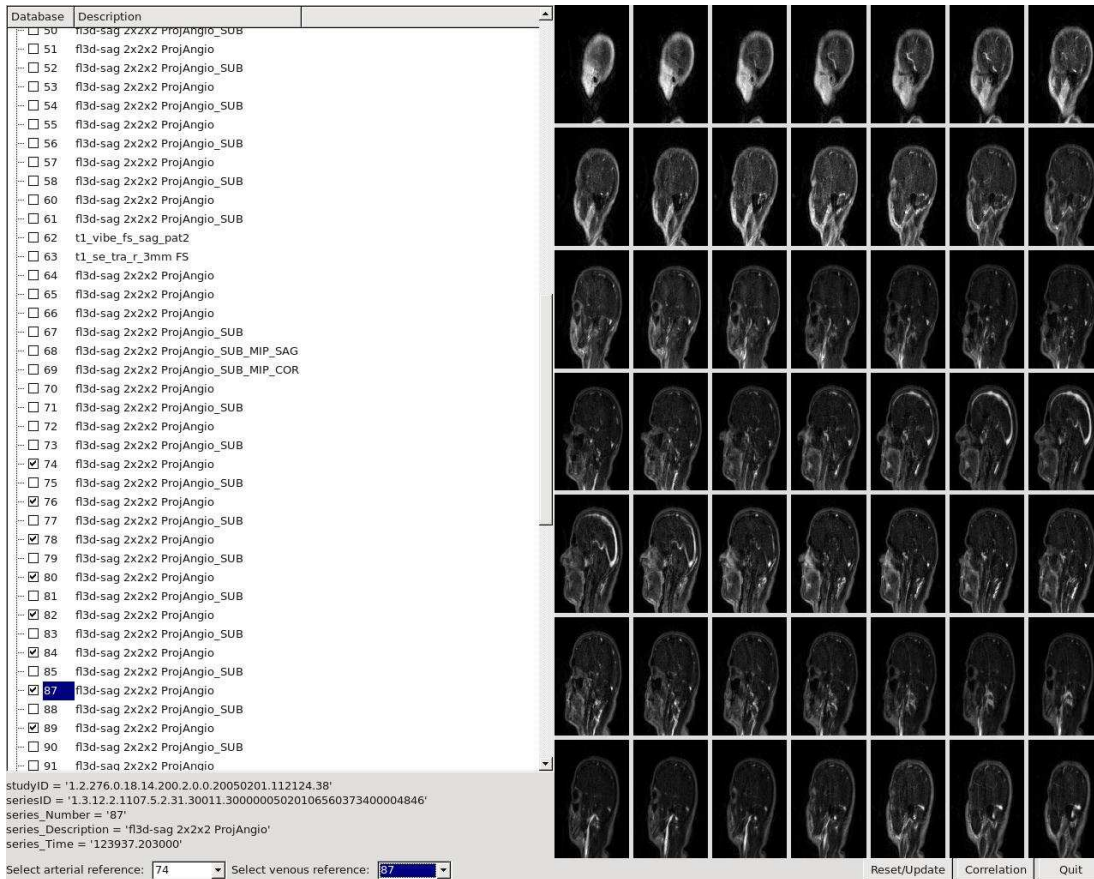 Database Description
50 fl3d-sag 2x2x2 ProjAngio_SUB
51 fl3d-sag 2x2x2 ProjAngio
52 fl3d-sag 2x2x2 ProjAngio_SUB
53 fl3d-sag 2x2x2 ProjAngio
54 fl3d-sag 2x2x2 ProjAngio_SUB
55 fl3d-sag 2x2x2 ProjAngio
56 fl3d-sag 2x2x2 ProjAngio_SUB
57 fl3d-sag 2x2x2 ProjAngio
58 fl3d-sag 2x2x2 ProjAngio_SUB
60 fl3d-sag 2x2x2 ProjAngio
61 fl3d-sag 2x2x2 ProjAngio_SUB
62 t1_vibe_fs_sag_pat2
63 t1_se_tra_r_3mm FS
64 fl3d-sag 2x2x2 ProjAngio
65 fl3d-sag 2x2x2 ProjAngio
66 fl3d-sag 2x2x2 ProjAngio
67 fl3d-sag 2x2x2 ProjAngio_SUB
68 fl3d-sag 2x2x2 ProjAngio_SUB_MIP_SAG
69 fl3d-sag 2x2x2 ProjAngio_SUB_MIP_COR
70 fl3d-sag 2x2x2 ProjAngio
71 fl3d-sag 2x2x2 ProjAngio_SUB
72 fl3d-sag 2x2x2 ProjAngio
73 fl3d-sag 2x2x2 ProjAngio_SUB
74 fl3d-sag 2x2x2 ProjAngio
75 fl3d-sag 2x2x2 ProjAngio_SUB
76 fl3d-sag 2x2x2 ProjAngio
77 fl3d-sag 2x2x2 ProjAngio_SUB
78 fl3d-sag 2x2x2 ProjAngio
79 fl3d-sag 2x2x2 ProjAngio_SUB
80 fl3d-sag 2x2x2 ProjAngio
81 fl3d-sag 2x2x2 ProjAngio_SUB
82 fl3d-sag 2x2x2 ProjAngio
83 fl3d-sag 2x2x2 ProjAngio_SUB
84 fl3d-sag 2x2x2 ProjAngio
85 fl3d-sag 2x2x2 ProjAngio_SUB
87 fl3d-sag 2x2x2 ProjAngio
88 fl3d-sag 2x2x2 ProjAngio_SUB
89 fl3d-sag 2x2x2 ProjAngio
90 fl3d-sag 2x2x2 ProjAngio_SUB
91 fl3d-sag 2x2x2 ProjAngio
studyID = '1.2.276.0.18.14.200.2.0.0.20050201.112124.38'
seriesID = '1.3.12.2.1107.5.2.31.30011.30000005020106560373400004846'
series_Number = '87'
series_Description = 'fl3d-sag 2x2x2 ProjAngio'
series_Time = '123937.203000'
Select arterial reference: 74 Select venous reference: 87 Reset/Update Correlation Quit